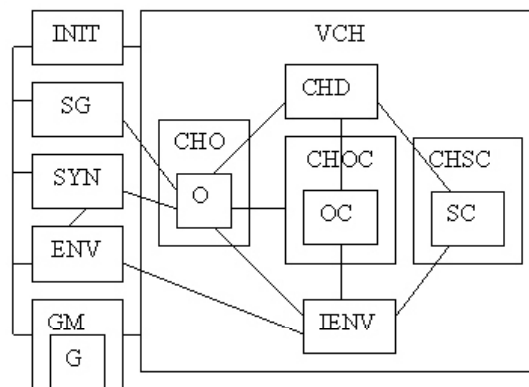 INIT
VCH
SG
CHD
CHO
CHOC
CHSC
SYN
O
OC
SC
ENV
IENV
GM
G